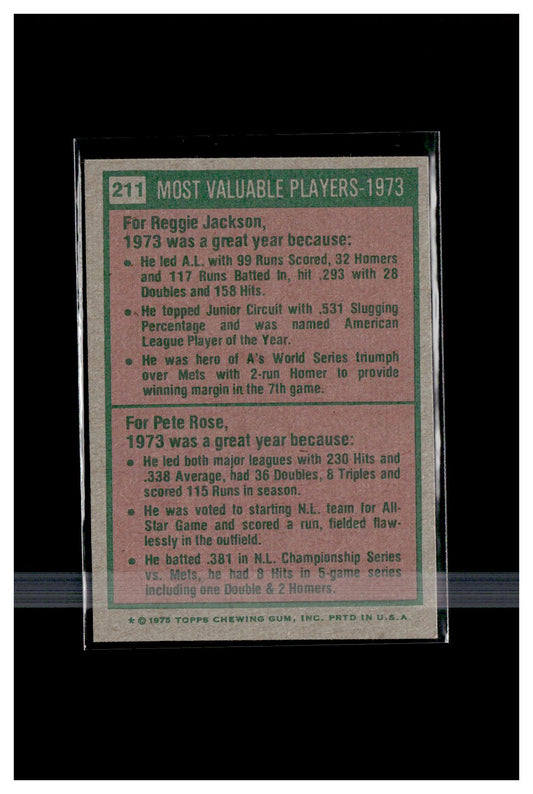 211 MOST VALUABLE PLAYERS-1973
For Reggie Jackson,
1973 was a great year because:
• He led A.L. with 99 Runs Scored, 32 Homers
and 117 Runs Batted In, hit .293 with 28
Doubles and 158 Hits.
• He topped Junior Circuit with .531 Slugging
Percentage and was named American
League Player of the Year.
• He was hero of A's World Series triumph
over Mets with 2-run Homer to provide
winning margin in the 7th game.
For Pete Rose,
1973 was a great year because:
• He led both major leagues with 230 Hits and
.338 Average, had 36 Doubles, 8 Triples and
scored 115 Runs in season.
• He was voted to starting N.L. team for All-
Star Game and scored a run, fielded flaw-
lessly in the outfield.
• He batted .381 in N.L. Championship Series
vs. Mets, he had 8 Hits in 5-game series
including one Double & 2 Homers.
* © 1975 TOPPS CHEWING GUM, INC. PRTD IN U.S.A.